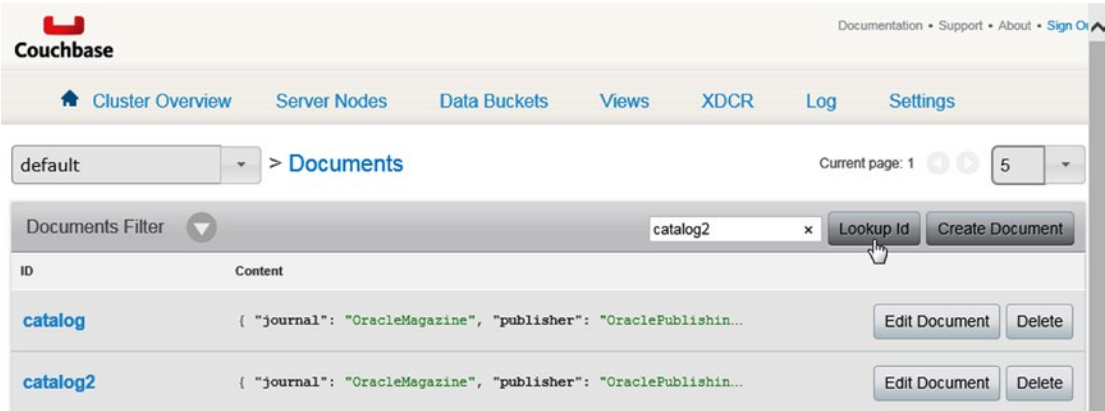 Documentation • Support • About • Sign Ou
Couchbase
Cluster Overview Server Nodes Data Buckets Views XDCR Log Settings
default > Documents Current page: 1 5
Documents Filter catalog2 × Lookup Id Create Document
ID Content
catalog { "journal": "OracleMagazine", "publisher": "OraclePublishin... Edit Document Delete
catalog2 { "journal": "OracleMagazine", "publisher": "OraclePublishin... Edit Document Delete